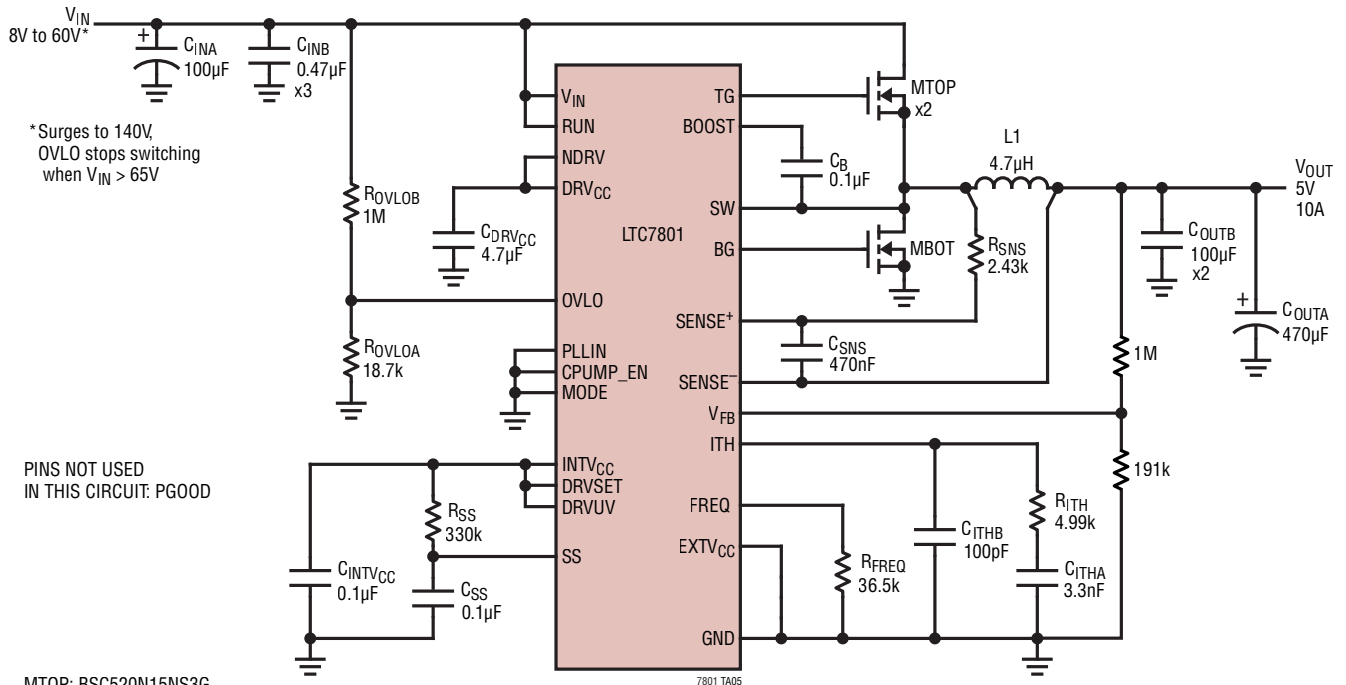 VIN
8V to 60V*
+
CINA
100µF
CINB
0.47µF
x3
*Surges to 140V,
OVLO stops switching
when VIN > 65V
ROVLOB
1M
ROVLOA
18.7k
CDRVCC
4.7µF
PINS NOT USED
IN THIS CIRCUIT: PGOOD
CINTVCC
0.1µF
RSS
330k
CSS
0.1µF
VIN
RUN
NDRV
DRVCC
OVLO
PLLIN
CPUMP_EN
MODE
INTVCC
DRVSET
DRVUV
SS
LTC7801
TG
BOOST
SW
BG
SENSE+
SENSE–
VFB
ITH
FREQ
EXTVCC
GND
MTOP
x2
CB
0.1µF
MBOT
L1
4.7µH
RSNS
2.43k
CSNS
470nF
VOUT
5V
10A
COUTB
100µF
x2
+
COUTA
470µF
1M
191k
RFREQ
36.5k
CITHB
100pF
RITH
4.99k
CITHA
3.3nF
MTOP: BSC520N15NS3G
7801 TA05